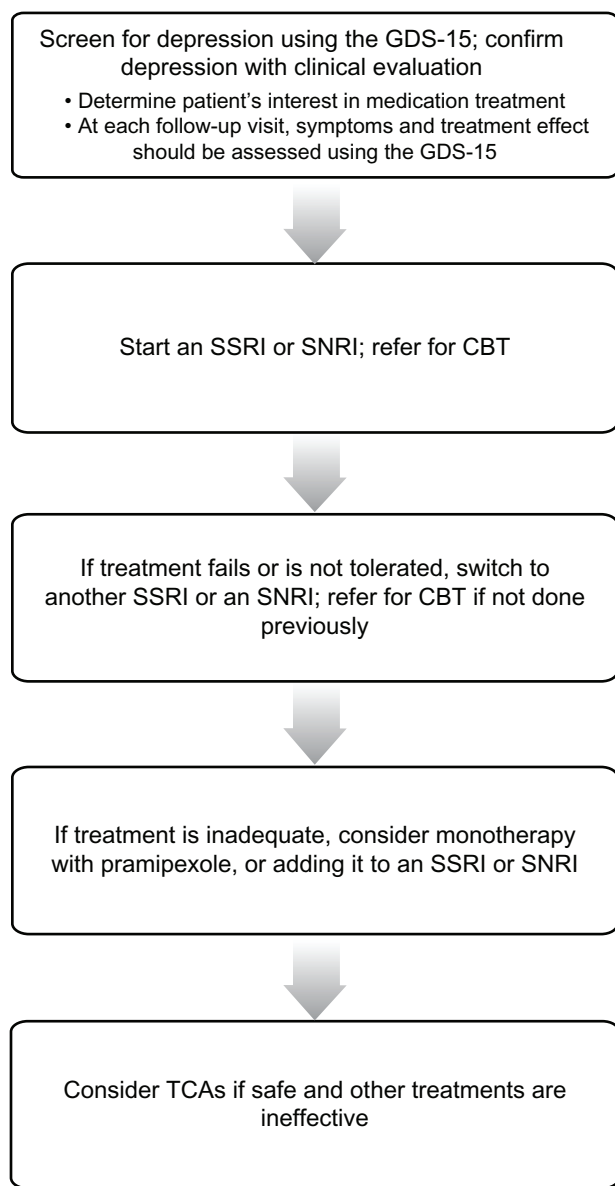 Screen for depression using the GDS-15; confirm
depression with clinical evaluation
• Determine patient's interest in medication treatment
• At each follow-up visit, symptoms and treatment effect
should be assessed using the GDS-15
Start an SSRI or SNRI; refer for CBT
If treatment fails or is not tolerated, switch to
another SSRI or an SNRI; refer for CBT if not done
previously
If treatment is inadequate, consider monotherapy
with pramipexole, or adding it to an SSRI or SNRI
Consider TCAs if safe and other treatments are
ineffective